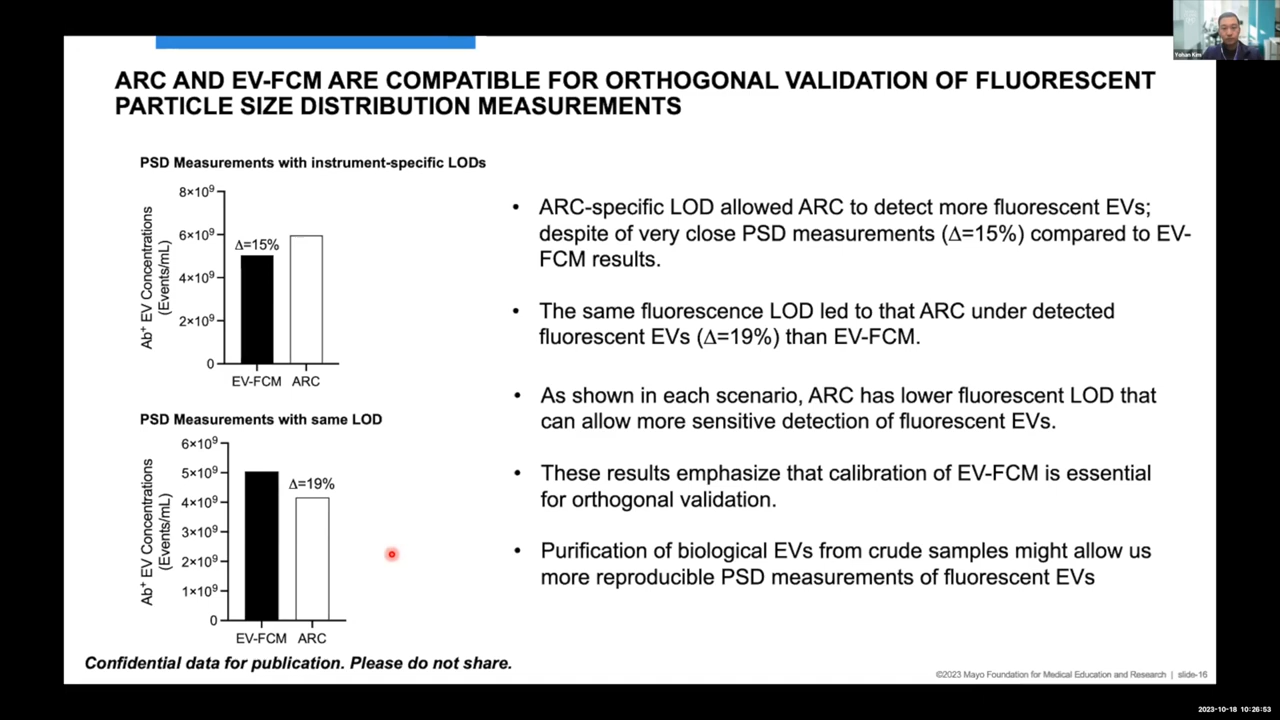 Yohan Kim
ARC AND EV-FCM ARE COMPATIBLE FOR ORTHOGONAL VALIDATION OF FLUORESCENT
PARTICLE SIZE DISTRIBUTION MEASUREMENTS
PSD Measurements with instrument-specific LODs
Ab⁺ EV Concentrations
(Events/mL)
8×10⁹
6×10⁹
4×10⁹
2×10⁹
0
Δ=15%
EV-FCM ARC
PSD Measurements with same LOD
Ab⁺ EV Concentrations
(Events/mL)
6×10⁹
5×10⁹
4×10⁹
3×10⁹
2×10⁹
1×10⁹
0
Δ=19%
EV-FCM ARC
• ARC-specific LOD allowed ARC to detect more fluorescent EVs;
despite of very close PSD measurements (Δ=15%) compared to EV-
FCM results.
• The same fluorescence LOD led to that ARC under detected
fluorescent EVs (Δ=19%) than EV-FCM.
• As shown in each scenario, ARC has lower fluorescent LOD that
can allow more sensitive detection of fluorescent EVs.
• These results emphasize that calibration of EV-FCM is essential
for orthogonal validation.
• Purification of biological EVs from crude samples might allow us
more reproducible PSD measurements of fluorescent EVs
Confidential data for publication. Please do not share.
©2023 Mayo Foundation for Medical Education and Research | slide-16
2023-10-18 10:26:53